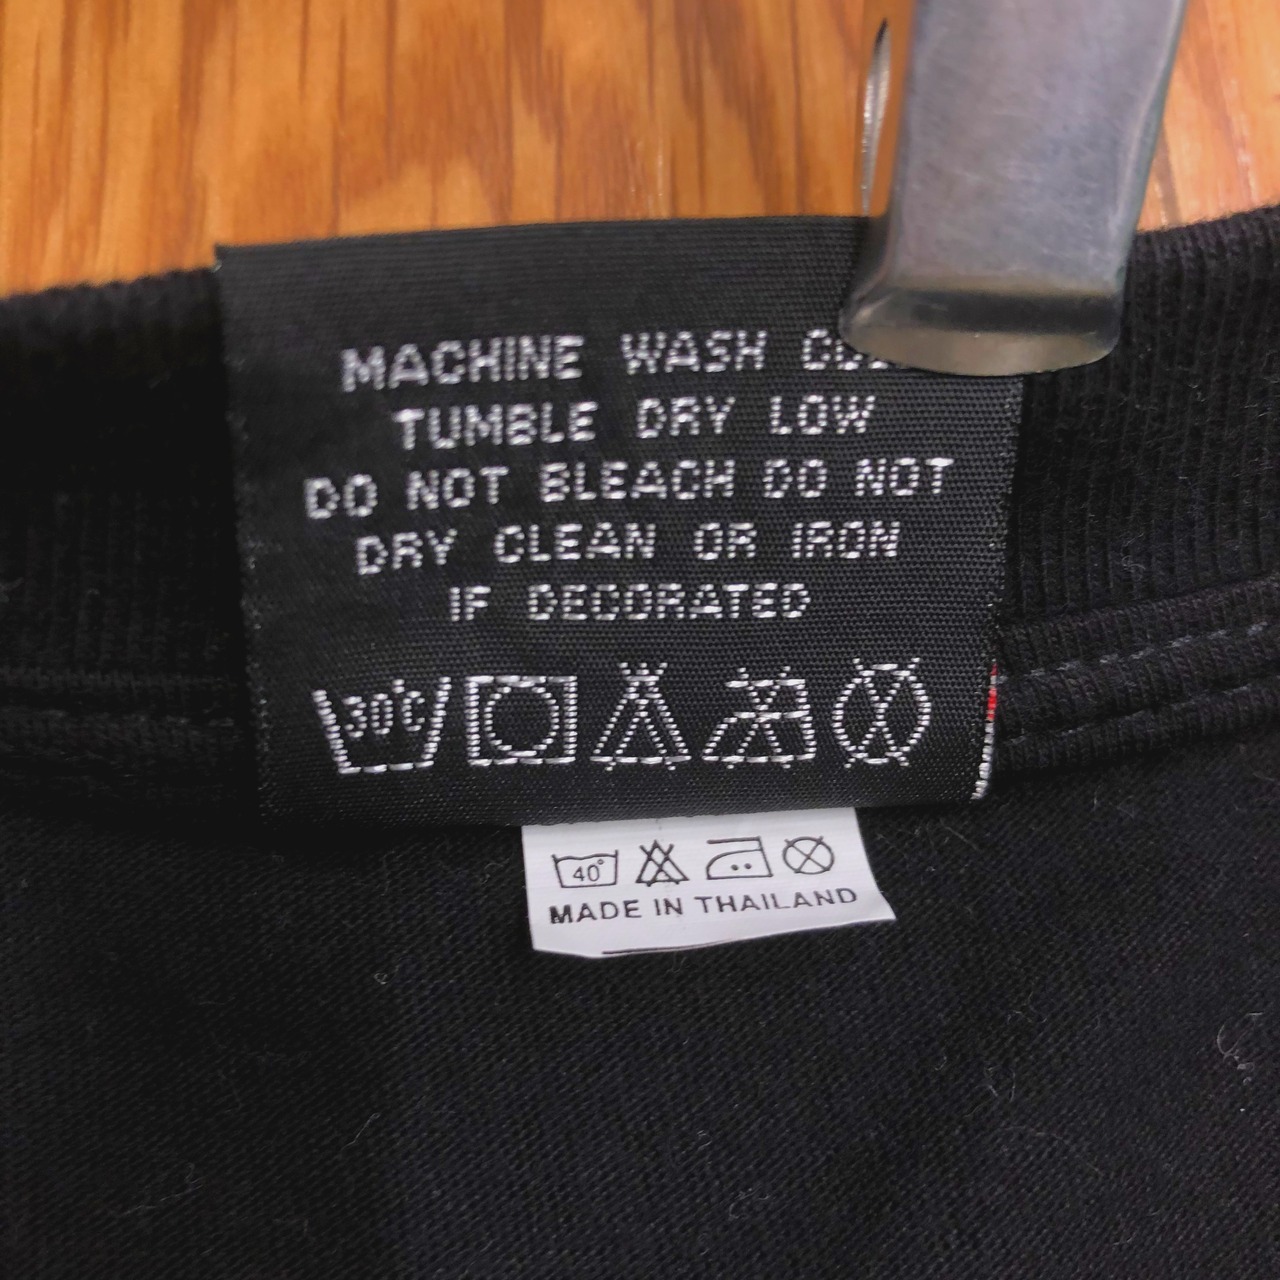 MACHINE WASH
TUMBLE DRY LOW
DO NOT BLEACH DO NOT
DRY CLEAN OR IRON
IF DECORATED
30°C
40°
MADE IN THAILAND